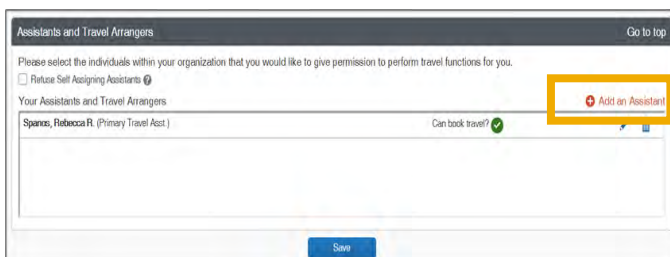 Assistants and Travel Arrangers Go to top
Please select the individuals within your organization that you would like to give permission to perform travel functions for you.
Refuse Self Assigning Assistants ?
Your Assistants and Travel Arrangers + Add an Assistant
Spanos, Rebecca R. (Primary Travel Asst.) Can book travel?
Save